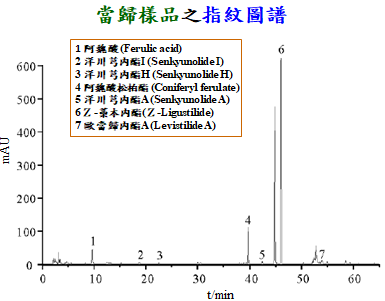 當歸樣品之指紋圖譜
1 阿魏酸 (Ferulic acid)
2 洋川芎內酯I (Senkyunolide I)
3 洋川芎內酯H (Senkyunolide H)
4 阿魏酸松柏酯 (Coniferyl ferulate)
5 洋川芎內酯A (Senkyunolide A)
6 Z -藁本內酯 (Z -Ligustilide)
7 歐當歸內酯A (Levistilide A)
mAU
600
500
400
300
200
100
0
1
2
3
4
5
6
7
0
10
20
30
40
50
60
t/min